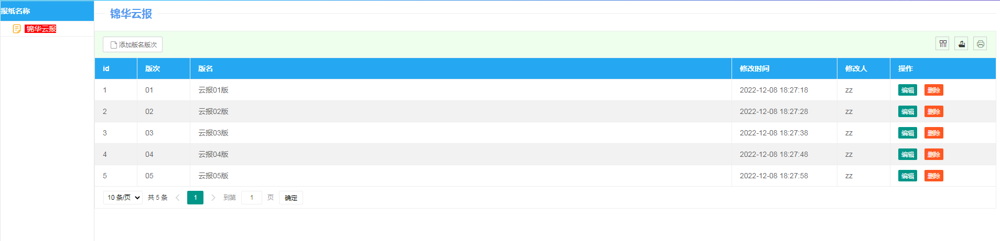 报纸名称
锦华云报
锦华云报
添加版名版次
id 版次 版名 修改时间 修改人 操作
1 01 云报01版 2022-12-08 18:27:18 zz 编辑 删除
2 02 云报02版 2022-12-08 18:27:28 zz 编辑 删除
3 03 云报03版 2022-12-08 18:27:38 zz 编辑 删除
4 04 云报04版 2022-12-08 18:27:48 zz 编辑 删除
5 05 云报05版 2022-12-08 18:27:58 zz 编辑 删除
10 条/页 共 5 条 1 到第 1 页 确定